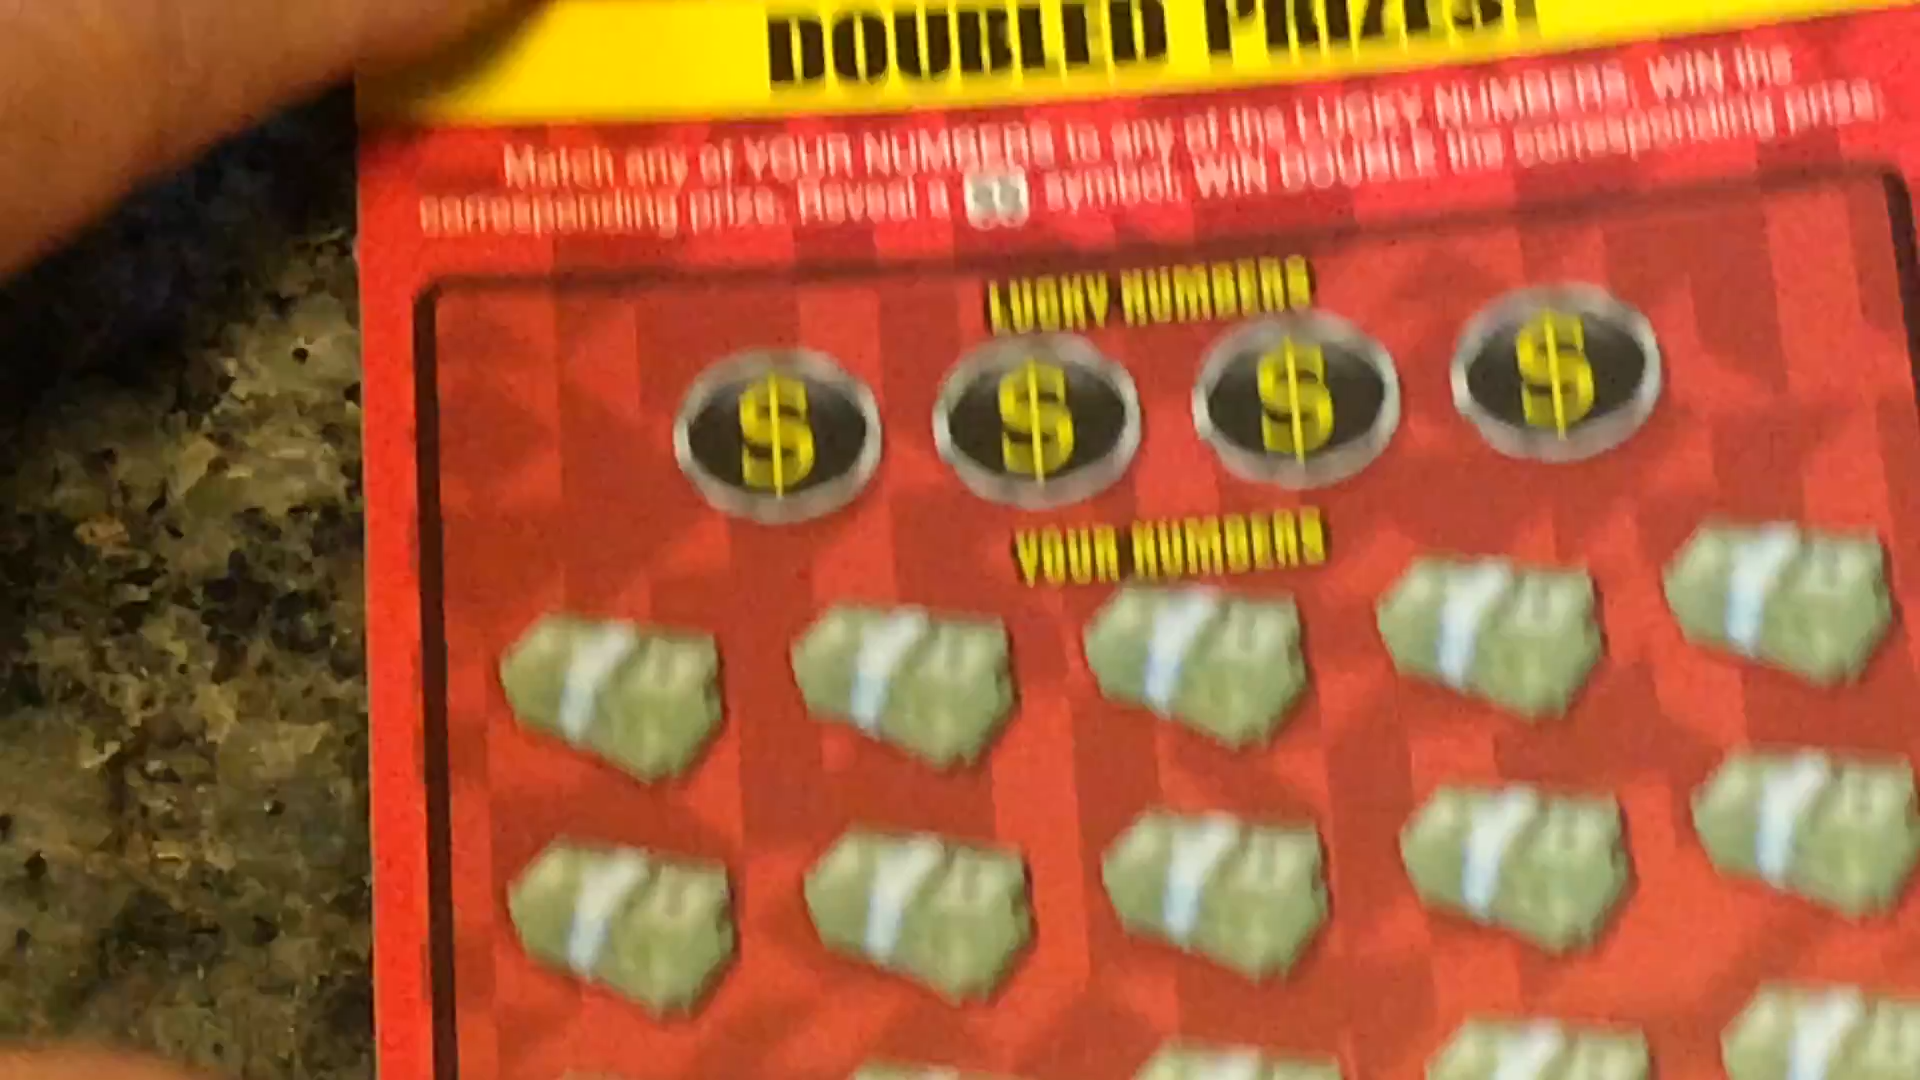 DOUBLED PRIZES!
Match any of YOUR NUMBERS to any of the LUCKY NUMBERS, WIN the
corresponding prize. Reveal a symbol, WIN DOUBLE the corresponding prize.
LUCKY NUMBERS
$ $ $ $
YOUR NUMBERS